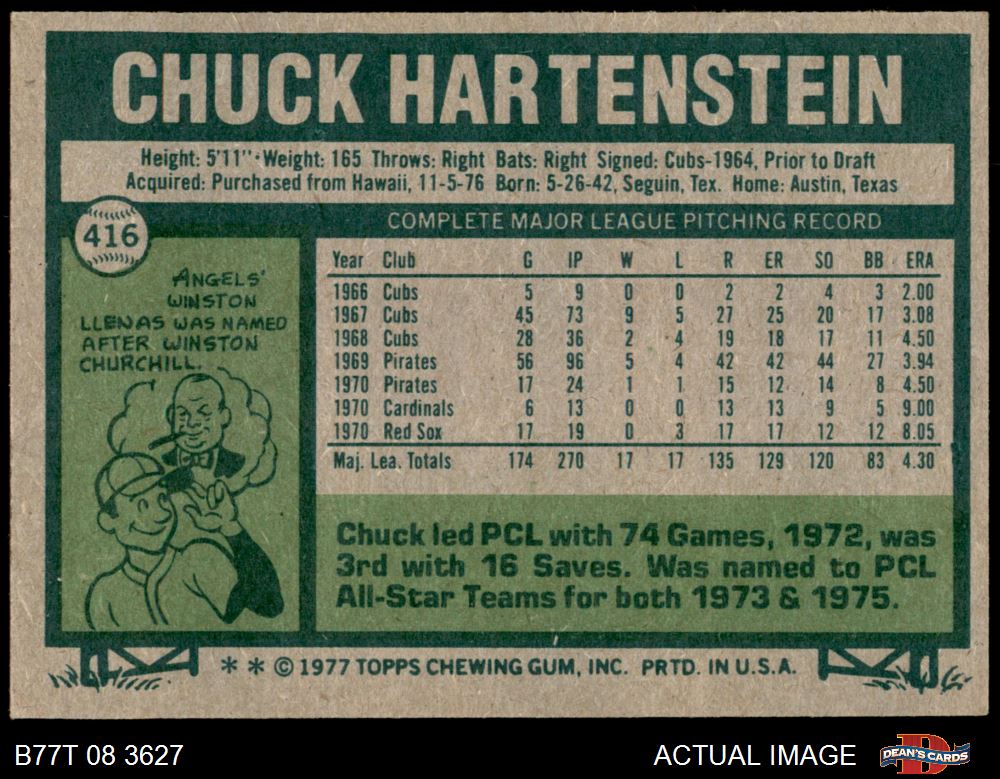 CHUCK HARTENSTEIN
Height: 5'11"·Weight: 165 Throws: Right Bats: Right Signed: Cubs-1964, Prior to Draft
Acquired: Purchased from Hawaii, 11-5-76 Born: 5-26-42, Seguin, Tex. Home: Austin, Texas
416
ANGELS'
WINSTON
LLENAS WAS NAMED
AFTER WINSTON
CHURCHILL.
COMPLETE MAJOR LEAGUE PITCHING RECORD
Year Club G IP W L R ER SO BB ERA
1966 Cubs 5 9 0 0 2 2 4 3 2.00
1967 Cubs 45 73 9 5 27 25 20 17 3.08
1968 Cubs 28 36 2 4 19 18 17 11 4.50
1969 Pirates 56 96 5 4 42 42 44 27 3.94
1970 Pirates 17 24 1 1 15 12 14 8 4.50
1970 Cardinals 6 13 0 0 13 13 9 5 9.00
1970 Red Sox 17 19 0 3 17 17 12 12 8.05
Maj. Lea. Totals 174 270 17 17 135 129 120 83 4.30
Chuck led PCL with 74 Games, 1972, was
3rd with 16 Saves. Was named to PCL
All-Star Teams for both 1973 & 1975.
* * © 1977 TOPPS CHEWING GUM, INC. PRTD. IN U.S.A.
B77T 08 3627
ACTUAL IMAGE
DEAN'S CARDS